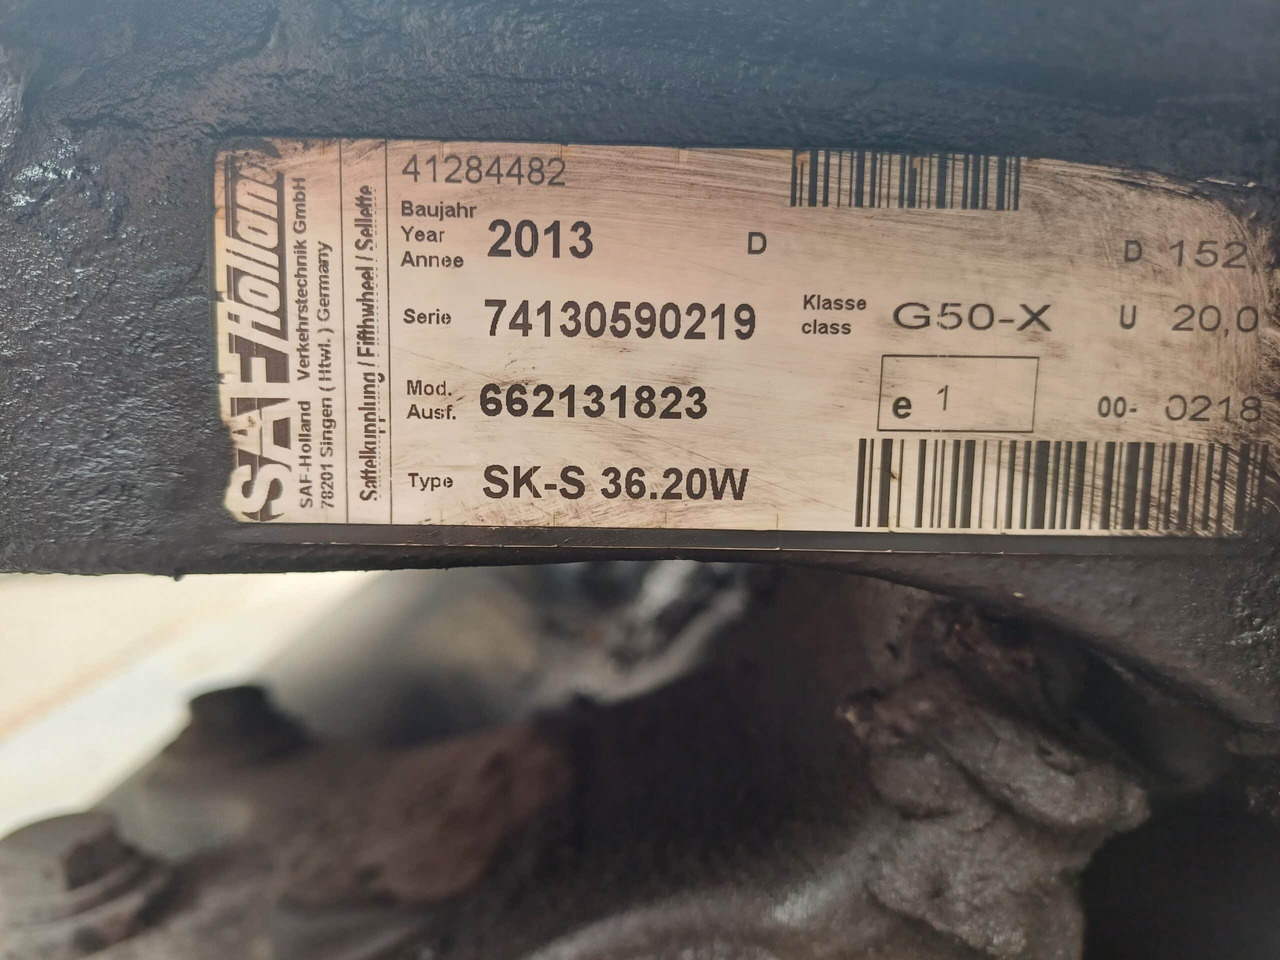 41284482
Baujahr
Year 2013 D D 152,
Annee
Serie 74130590219 Klasse class G50-X U 20,0
Mod. Ausf. 662131823 e 1 00- 0218
Type SK-S 36.20W
SAF Holland
SAF-Holland Verkehrstechnik GmbH
78201 Singen ( Htwl. ) Germany
Sattelkupplung / Fifthwheel / Sellette